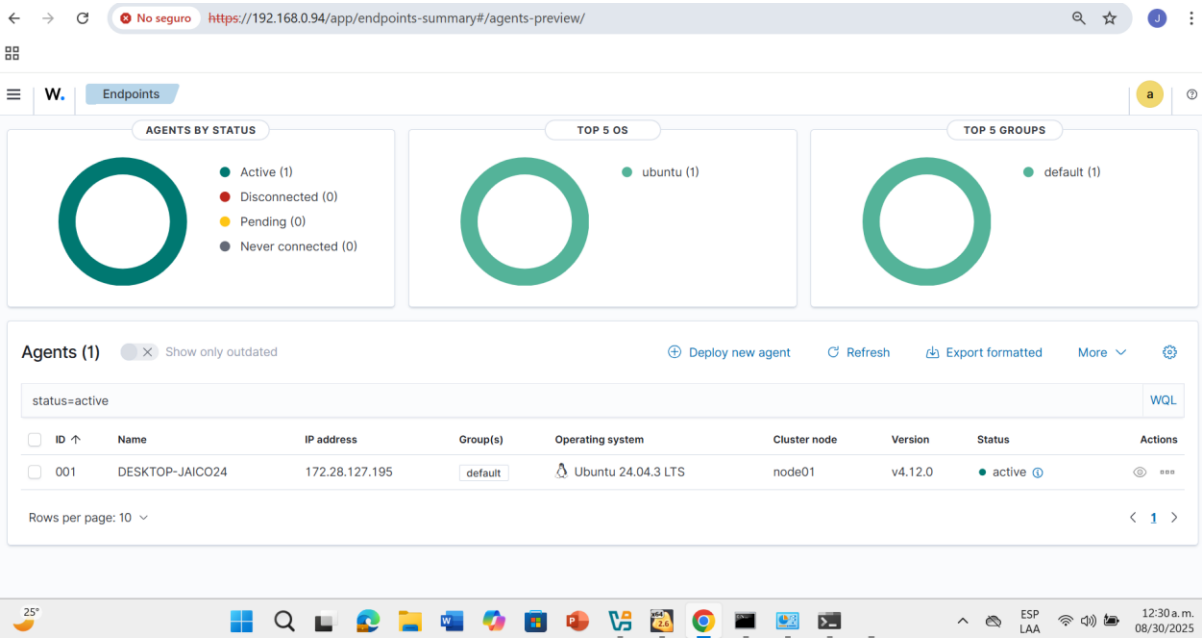 No seguro https://192.168.0.94/app/endpoints-summary#/agents-preview/ J
W. Endpoints a
AGENTS BY STATUS
Active (1)
Disconnected (0)
Pending (0)
Never connected (0)
TOP 5 OS
ubuntu (1)
TOP 5 GROUPS
default (1)
Agents (1) Show only outdated Deploy new agent Refresh Export formatted More
status=active WQL
ID Name IP address Group(s) Operating system Cluster node Version Status Actions
001 DESKTOP-JAICO24 172.28.127.195 default Ubuntu 24.04.3 LTS node01 v4.12.0 active
Rows per page: 10 1
25° ESP 12:30 a. m.
LAA 08/30/2025